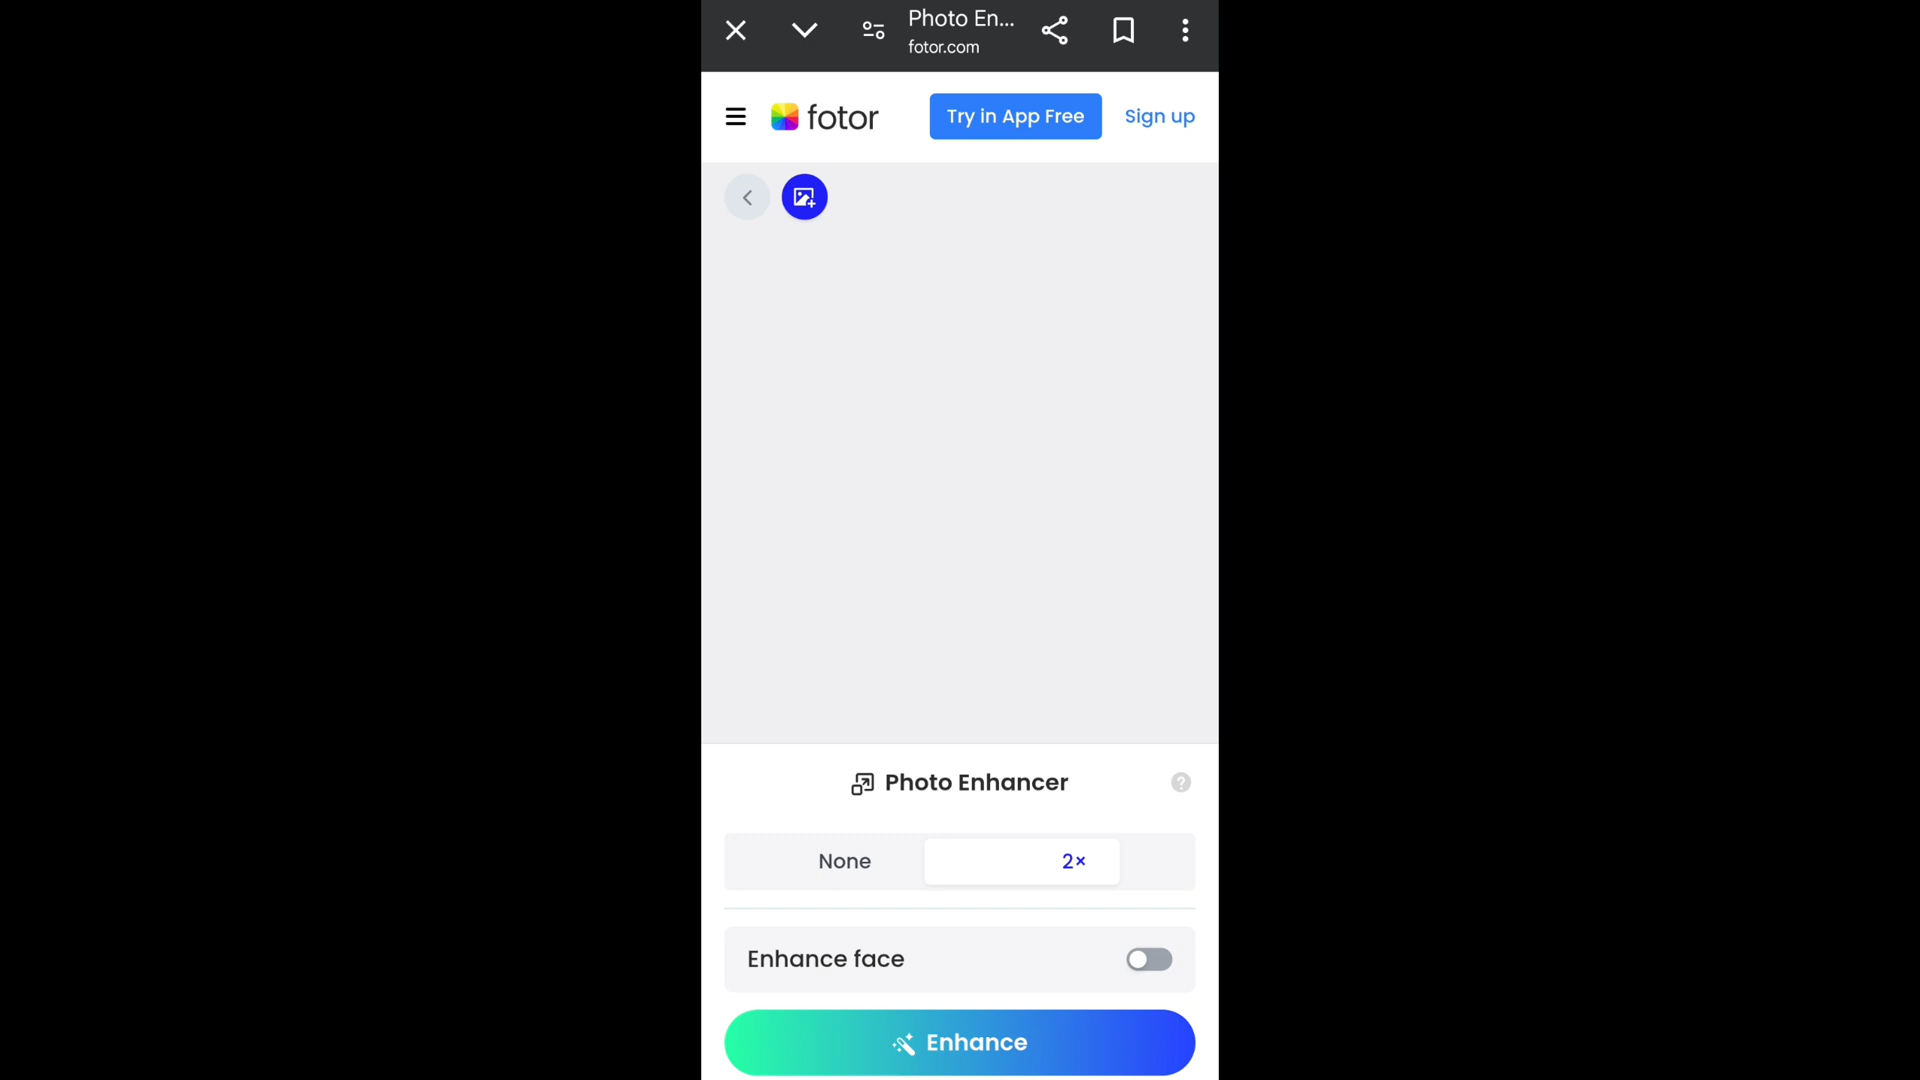 Photo En...
fotor.com
fotor
Try in App Free
Sign up
Photo Enhancer
?
None
2×
Enhance face
Enhance